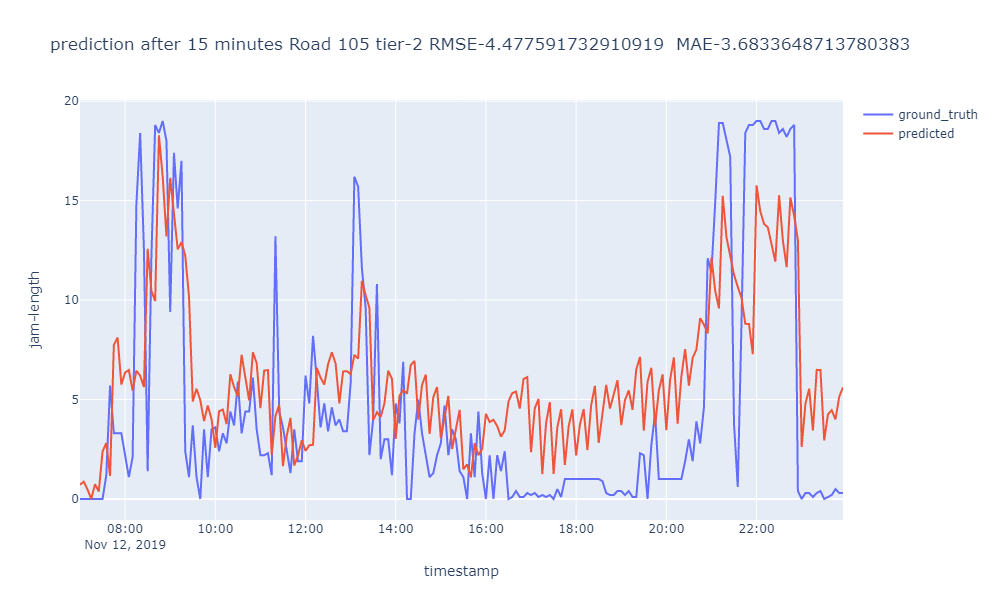 prediction after 15 minutes Road 105 tier-2 RMSE-4.477591732910919  MAE-3.6833648713780383
ground_truth
predicted
20
15
10
5
0
jam-length
08:00 10:00 12:00 14:00 16:00 18:00 20:00 22:00
Nov 12, 2019
timestamp